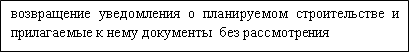 возвращение уведомления о планируемом строительстве и
прилагаемые к нему документы без рассмотрения